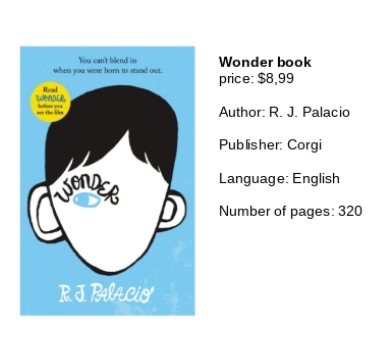 You can't blend in
when you were born to stand out.
Read
WONDER
before you
see the film
WONDER
R. J. PALACIO
Wonder book
price: $8,99
Author: R. J. Palacio
Publisher: Corgi
Language: English
Number of pages: 320